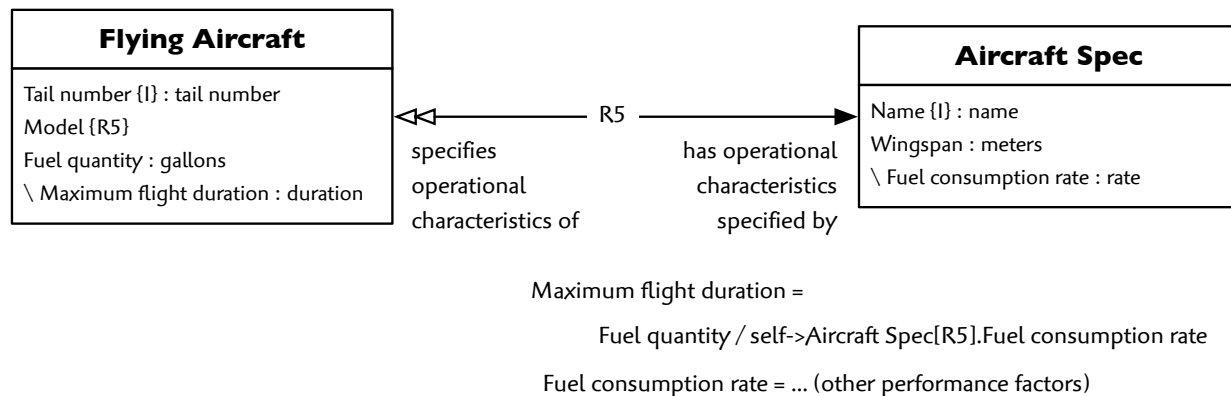 Flying Aircraft
Tail number {I} : tail number
Model {R5}
Fuel quantity : gallons
\ Maximum flight duration : duration
R5
specifies
operational
characteristics of
has operational
characteristics
specified by
Aircraft Spec
Name {I} : name
Wingspan : meters
\ Fuel consumption rate : rate
Maximum flight duration =
Fuel quantity / self->Aircraft Spec[R5].Fuel consumption rate
Fuel consumption rate = ... (other performance factors)